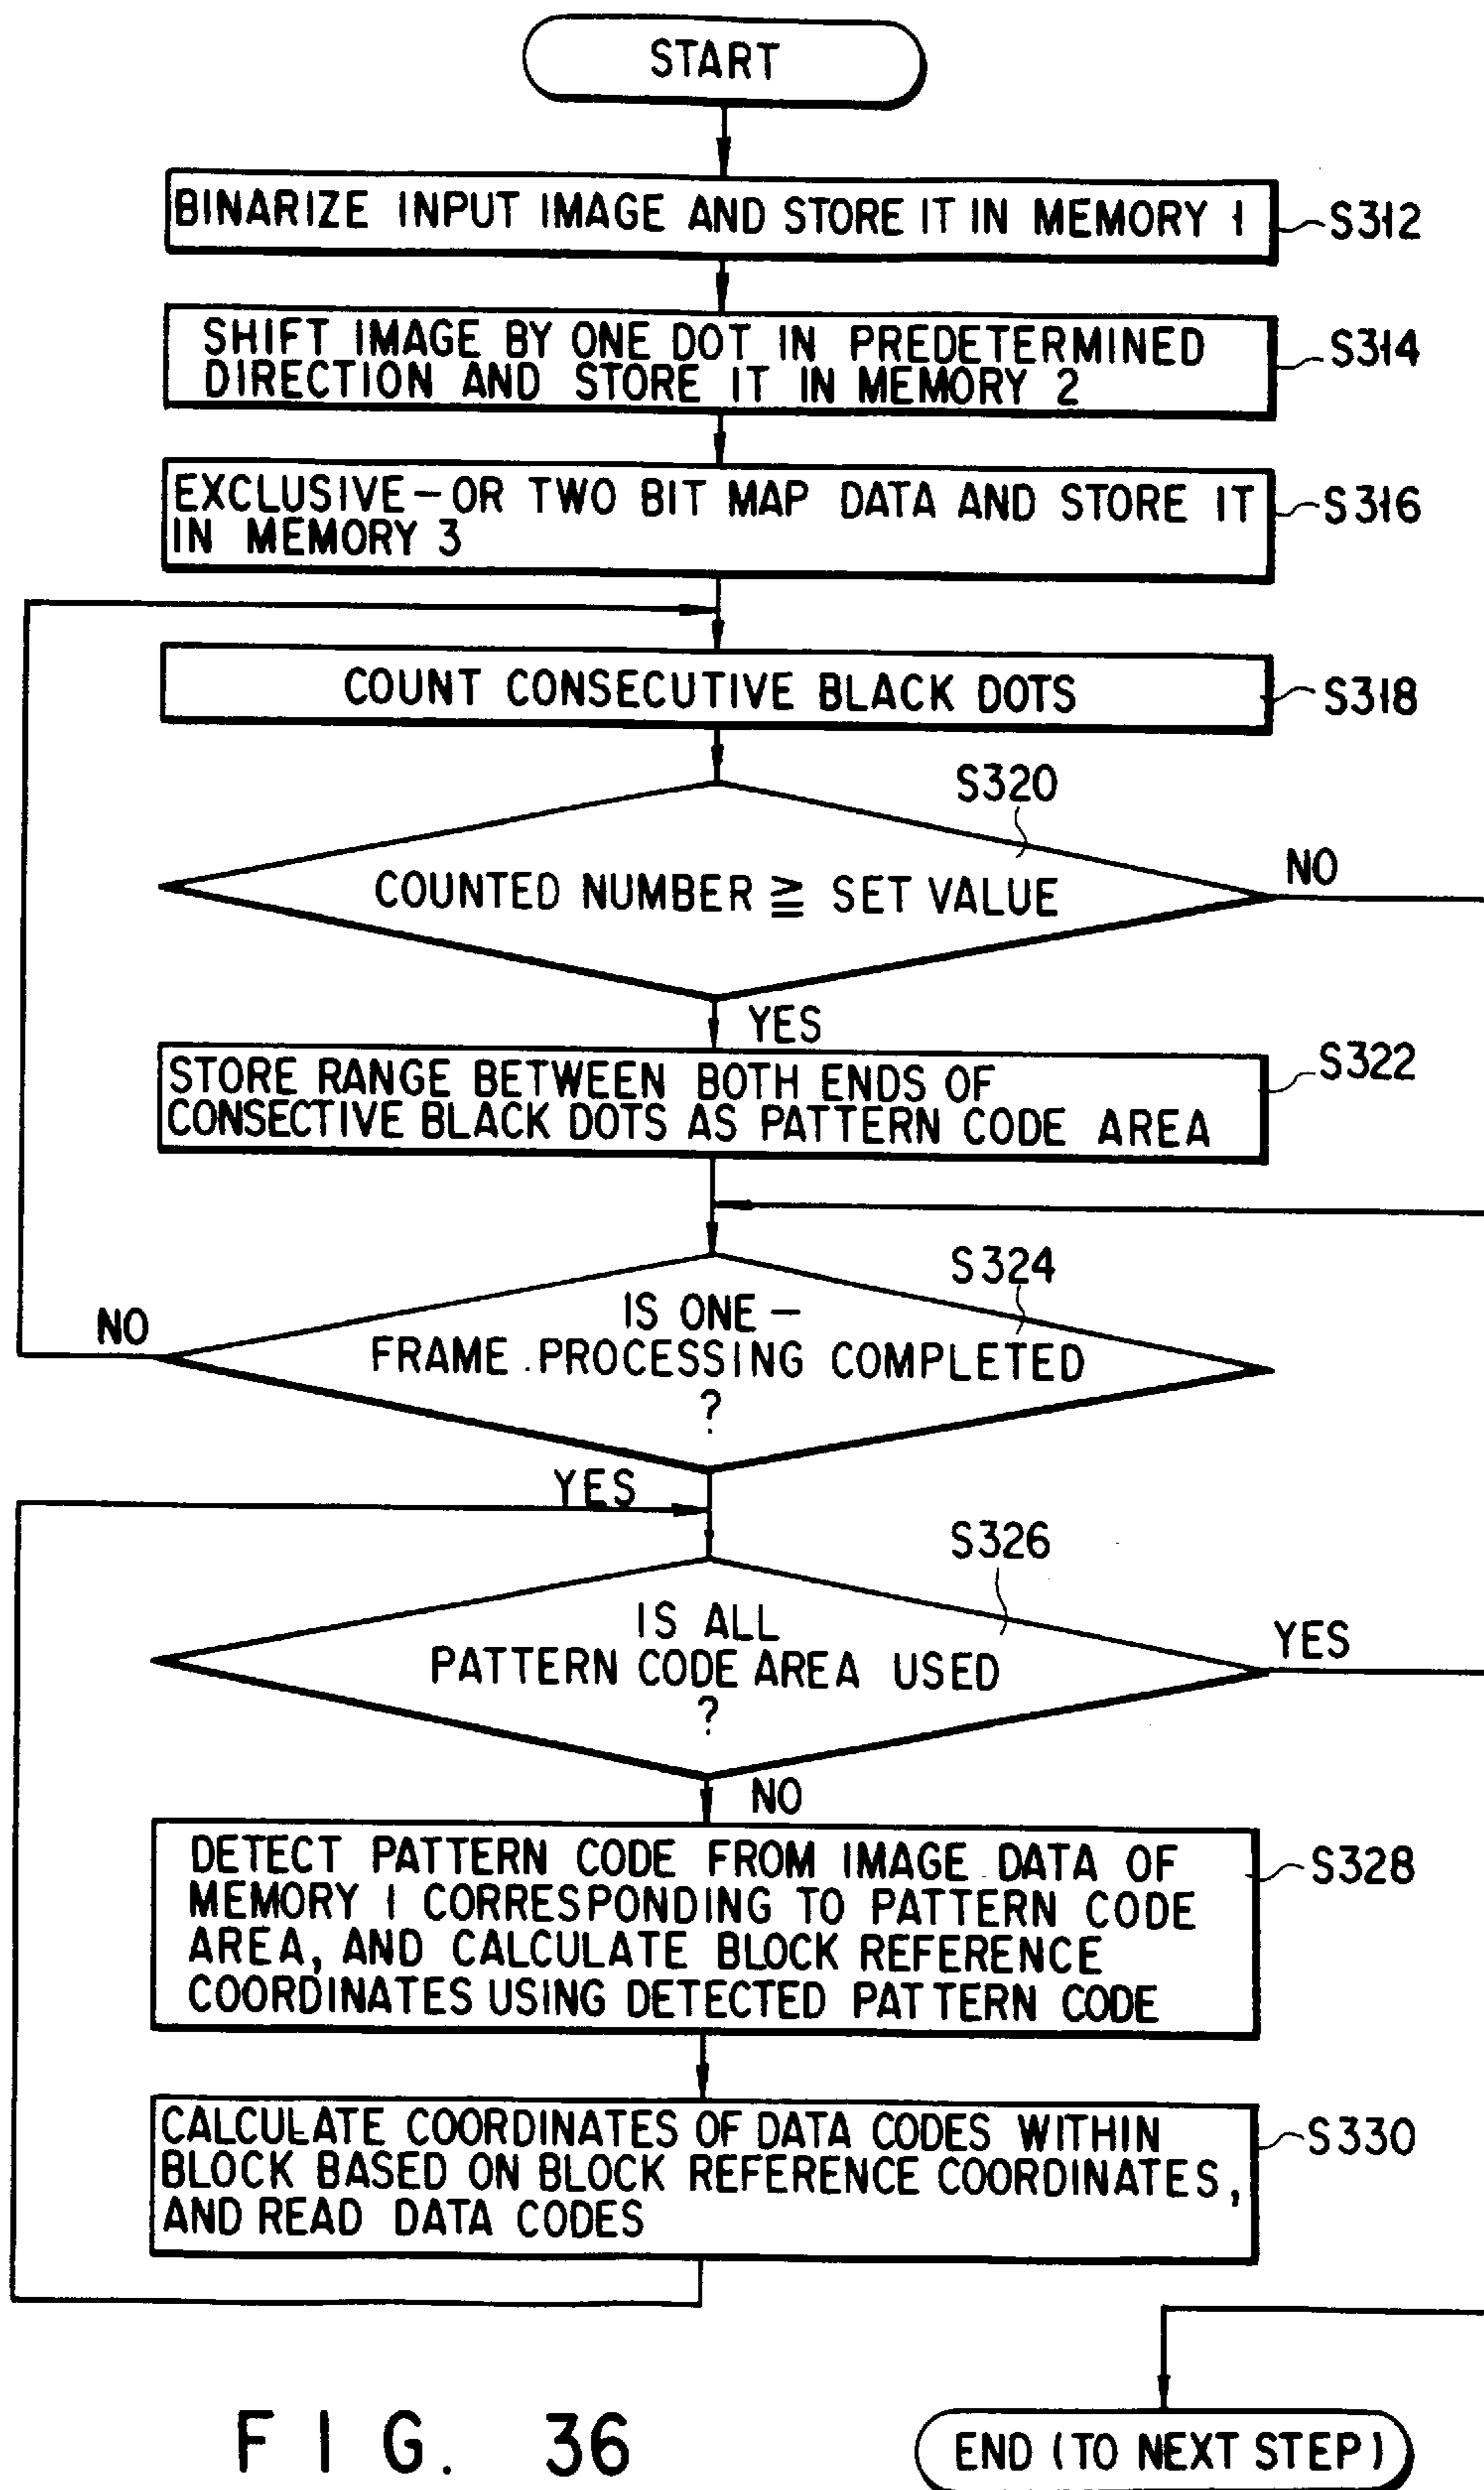 START
BINARIZE INPUT IMAGE AND STORE IT IN MEMORY 1
S312
SHIFT IMAGE BY ONE DOT IN PREDETERMINED
DIRECTION AND STORE IT IN MEMORY 2
S314
EXCLUSIVE-OR TWO BIT MAP DATA AND STORE IT
IN MEMORY 3
S316
COUNT CONSECUTIVE BLACK DOTS
S318
S320
COUNTED NUMBER ≧ SET VALUE
NO
YES
STORE RANGE BETWEEN BOTH ENDS OF
CONSECTIVE BLACK DOTS AS PATTERN CODE AREA
S322
S324
IS ONE-
FRAME PROCESSING COMPLETED
?
NO
YES
S326
IS ALL
PATTERN CODE AREA USED
?
YES
NO
DETECT PATTERN CODE FROM IMAGE DATA OF
MEMORY 1 CORRESPONDING TO PATTERN CODE
AREA, AND CALCULATE BLOCK REFERENCE
COORDINATES USING DETECTED PATTERN CODE
S328
CALCULATE COORDINATES OF DATA CODES WITHIN
BLOCK BASED ON BLOCK REFERENCE COORDINATES,
AND READ DATA CODES
S330
FIG. 36
END (TO NEXT STEP)